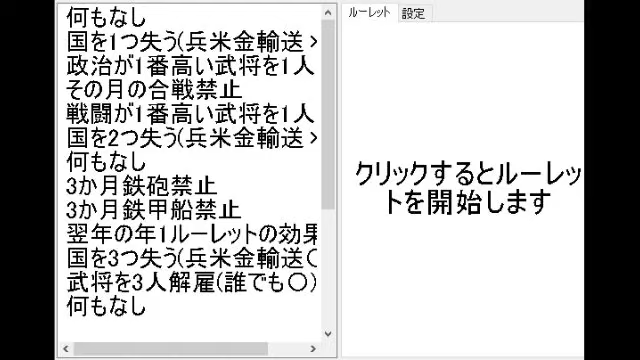 何もなし
国を1つ失う(兵米金輸送×
政治が1番高い武将を1人
その月の合戦禁止
戦闘が1番高い武将を1人
国を2つ失う(兵米金輸送×
何もなし
3か月鉄砲禁止
3か月鉄甲船禁止
翌年の年1ルーレットの効果
国を3つ失う(兵米金輸送○
武将を3人解雇(誰でも○)
何もなし
ルーレット 設定
クリックするとルーレッ
トを開始します